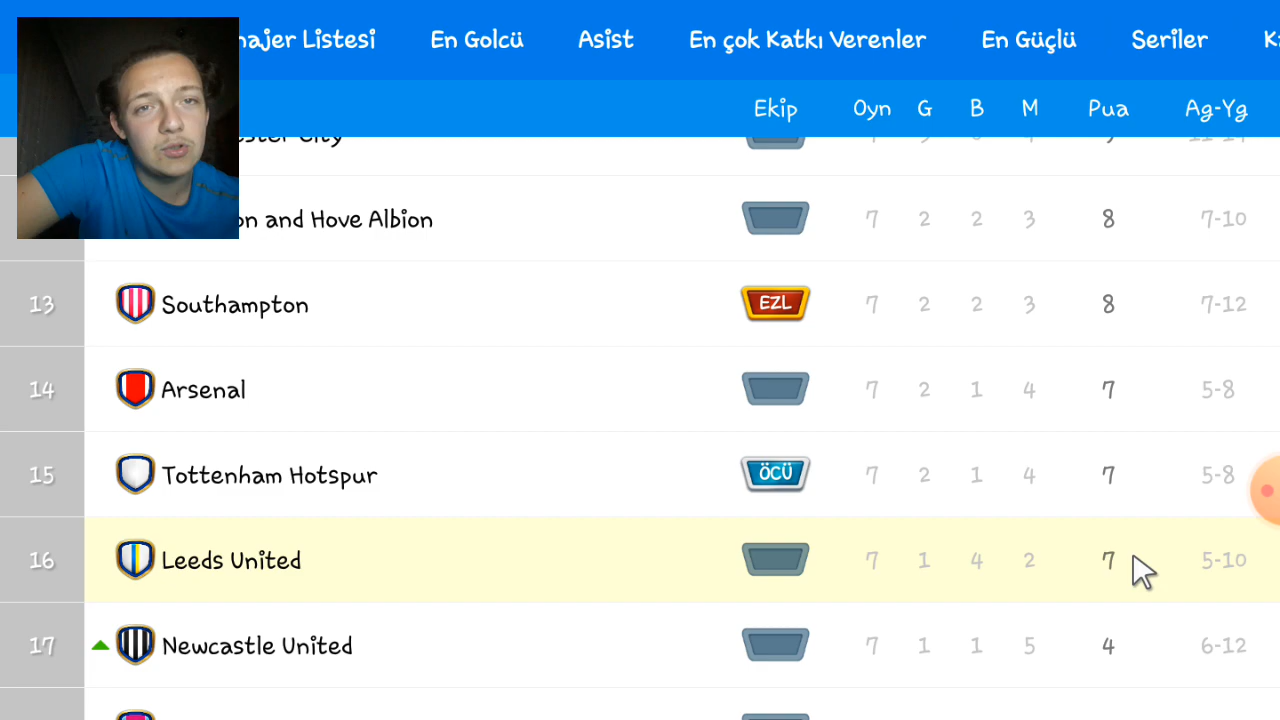 najer Listesi En Golcü Asist En çok Katkı Verenler En Güçlü Seriler
Ekip Oyn G B M Pua Ag-Yg
ester City
on and Hove Albion 7 2 2 3 8 7-10
13 Southampton EZL 7 2 2 3 8 7-12
14 Arsenal 7 2 1 4 7 5-8
15 Tottenham Hotspur ÖCÜ 7 2 1 4 7 5-8
16 Leeds United 7 1 4 2 7 5-10
17 Newcastle United 7 1 1 5 4 6-12